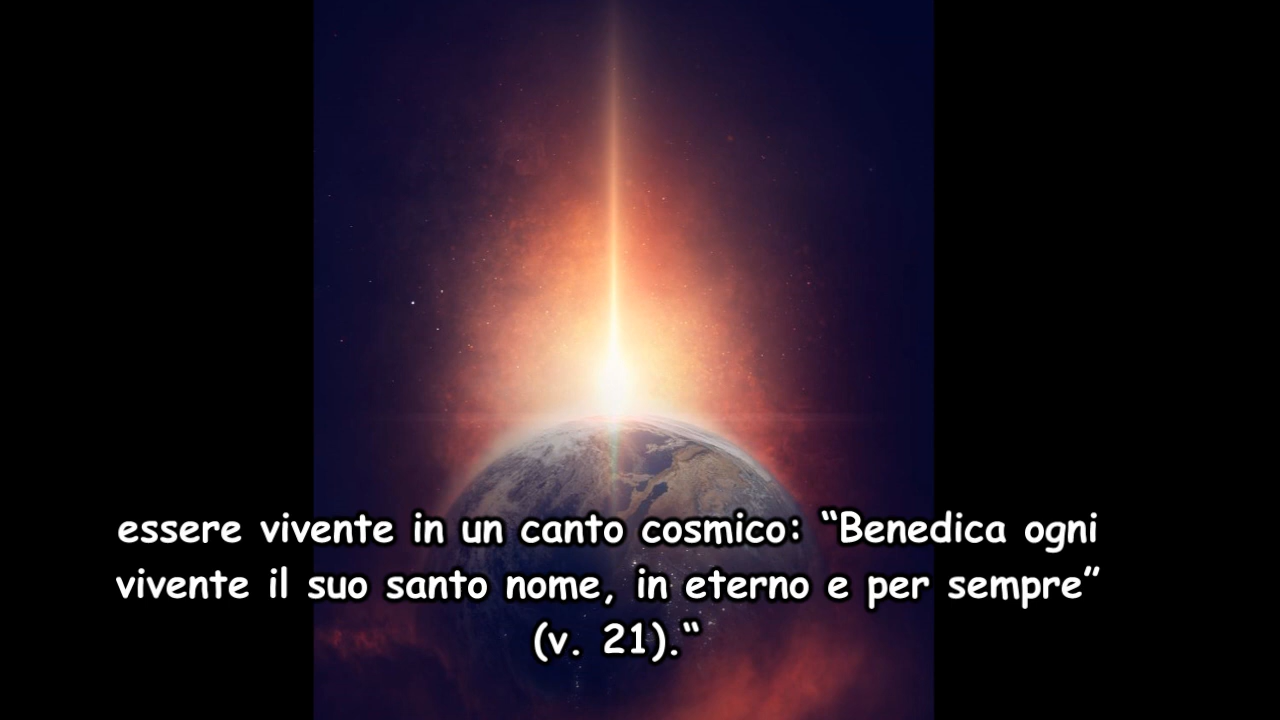 essere vivente in un canto cosmico: “Benedica ogni
vivente il suo santo nome, in eterno e per sempre”
(v. 21).“